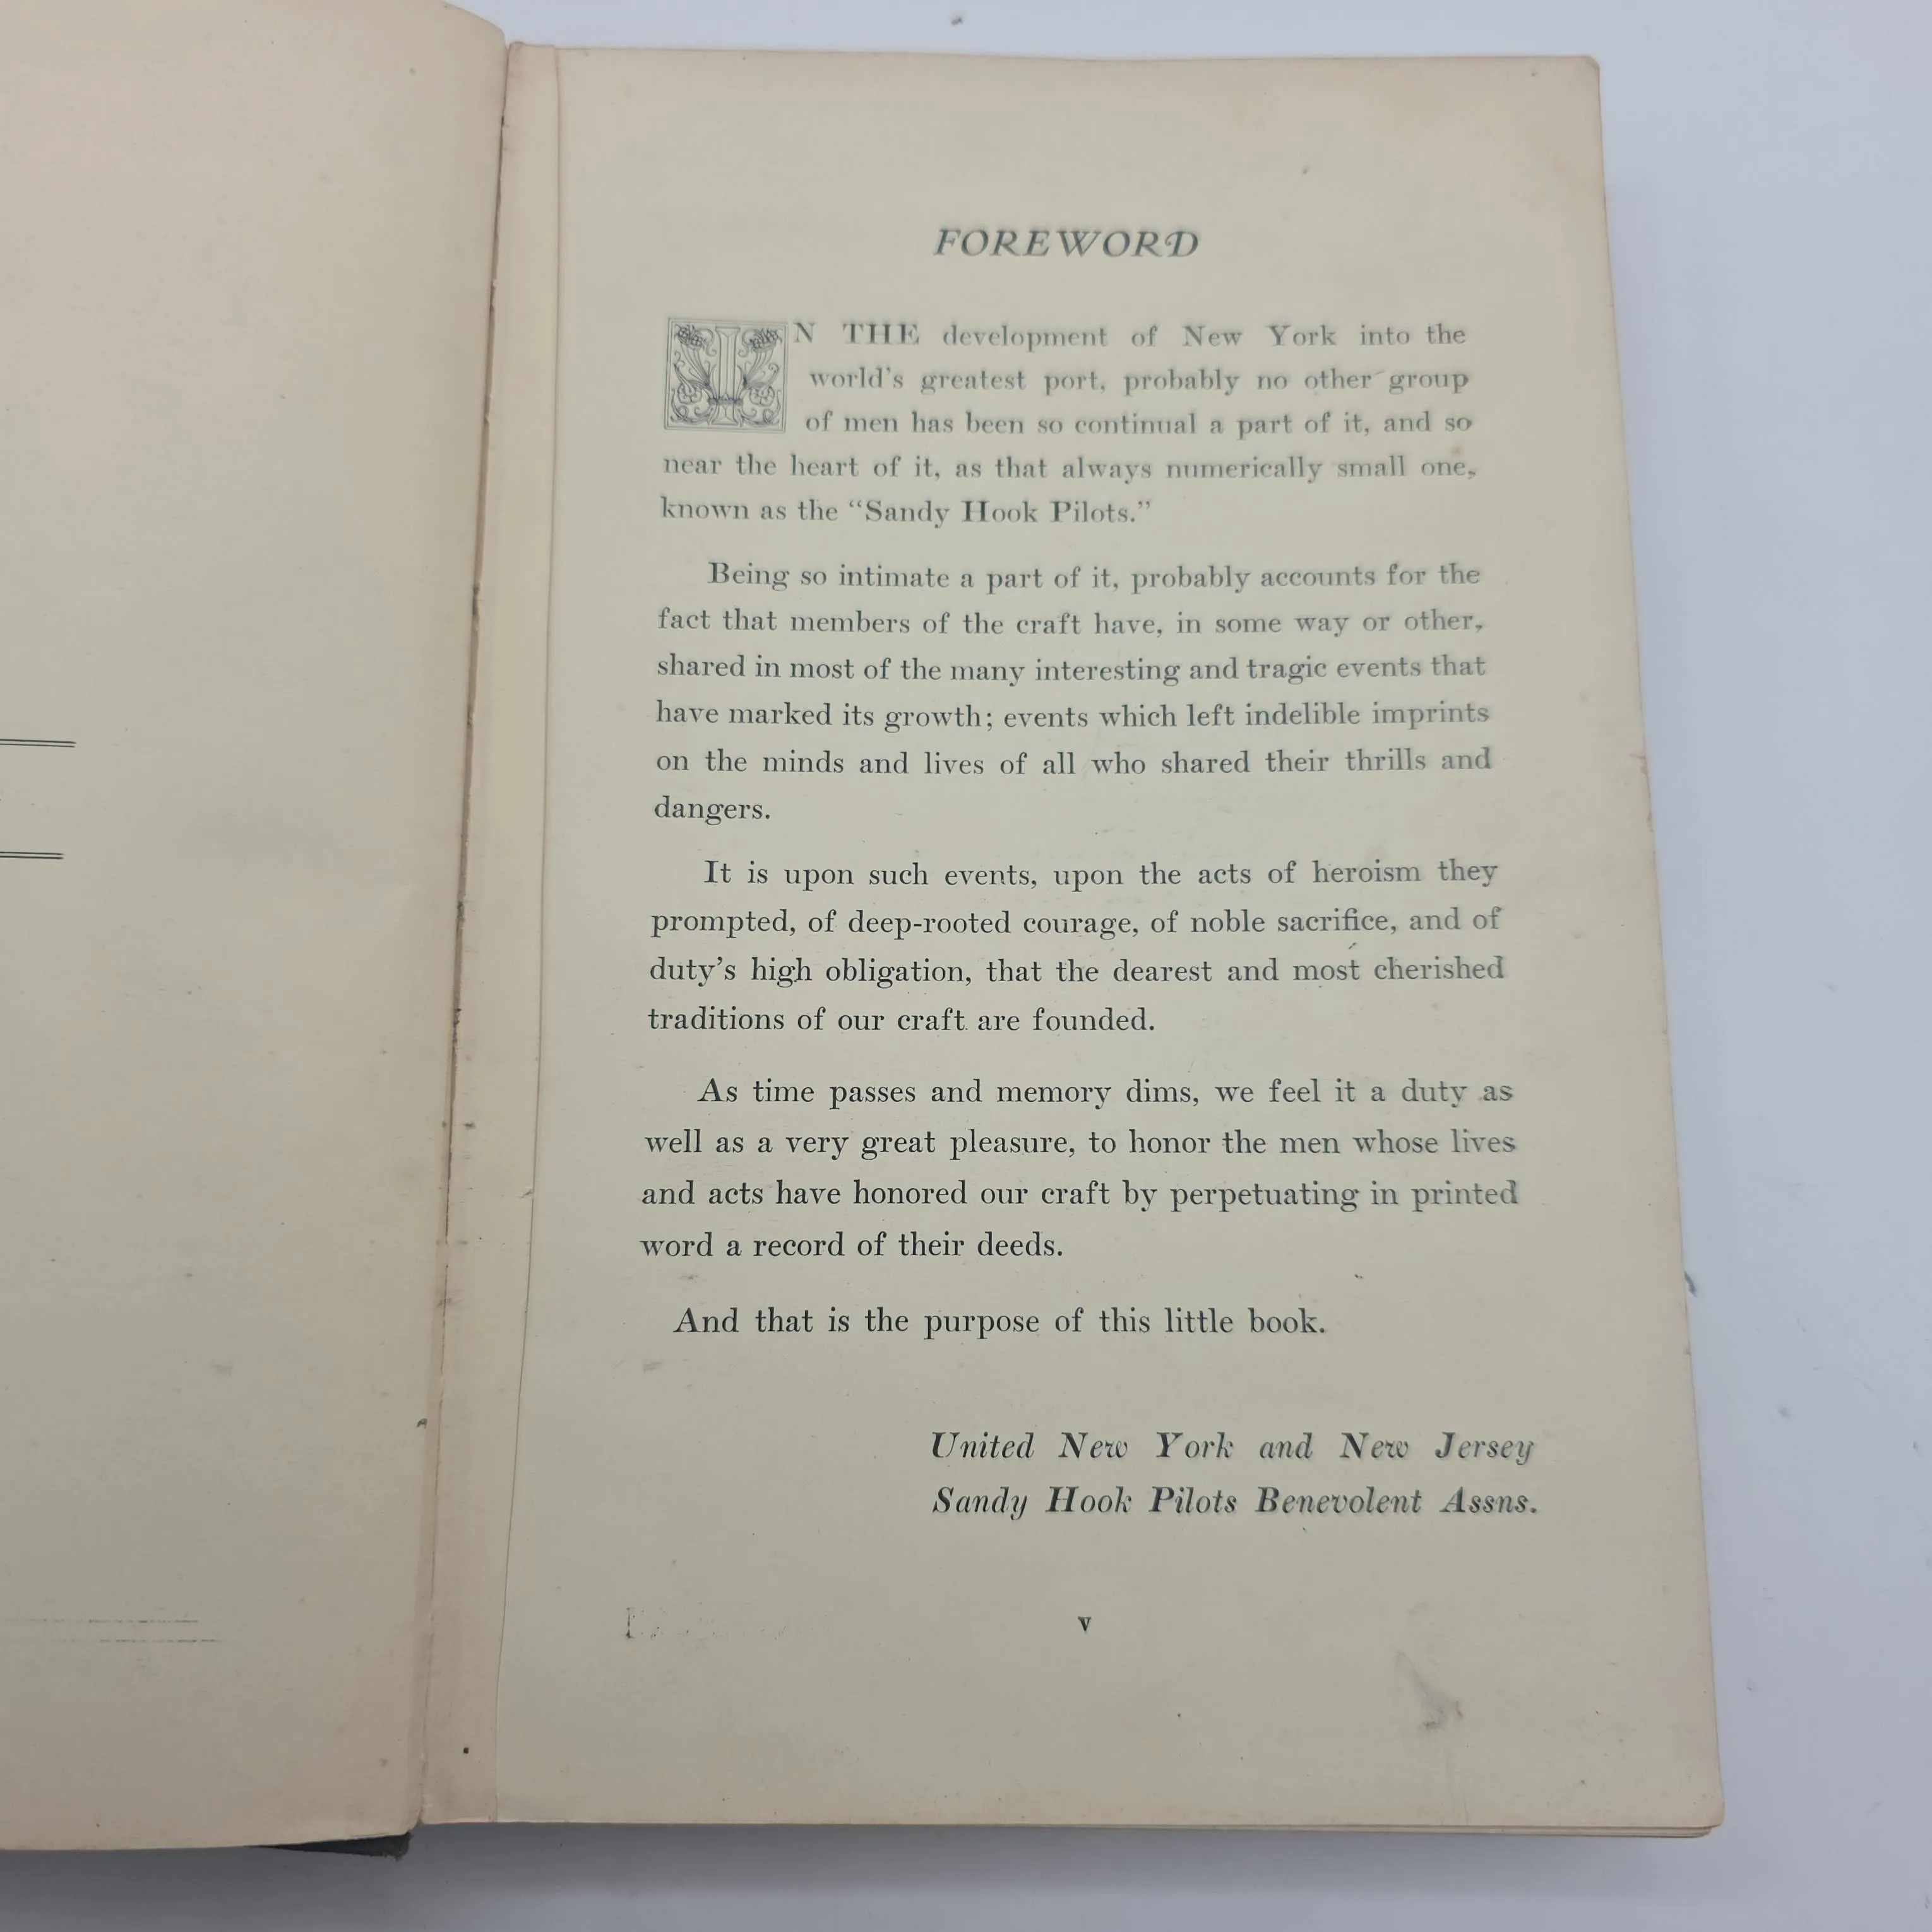 FOREWORD
IN THE development of New York into the
world's greatest port, probably no other group
of men has been so continual a part of it, and so
near the heart of it, as that always numerically small one,
known as the “Sandy Hook Pilots.”
Being so intimate a part of it, probably accounts for the
fact that members of the craft have, in some way or other,
shared in most of the many interesting and tragic events that
have marked its growth; events which left indelible imprints
on the minds and lives of all who shared their thrills and
dangers.
It is upon such events, upon the acts of heroism they
prompted, of deep-rooted courage, of noble sacrifice, and of
duty's high obligation, that the dearest and most cherished
traditions of our craft are founded.
As time passes and memory dims, we feel it a duty as
well as a very great pleasure, to honor the men whose lives
and acts have honored our craft by perpetuating in printed
word a record of their deeds.
And that is the purpose of this little book.
United New York and New Jersey
Sandy Hook Pilots Benevolent Assns.
v